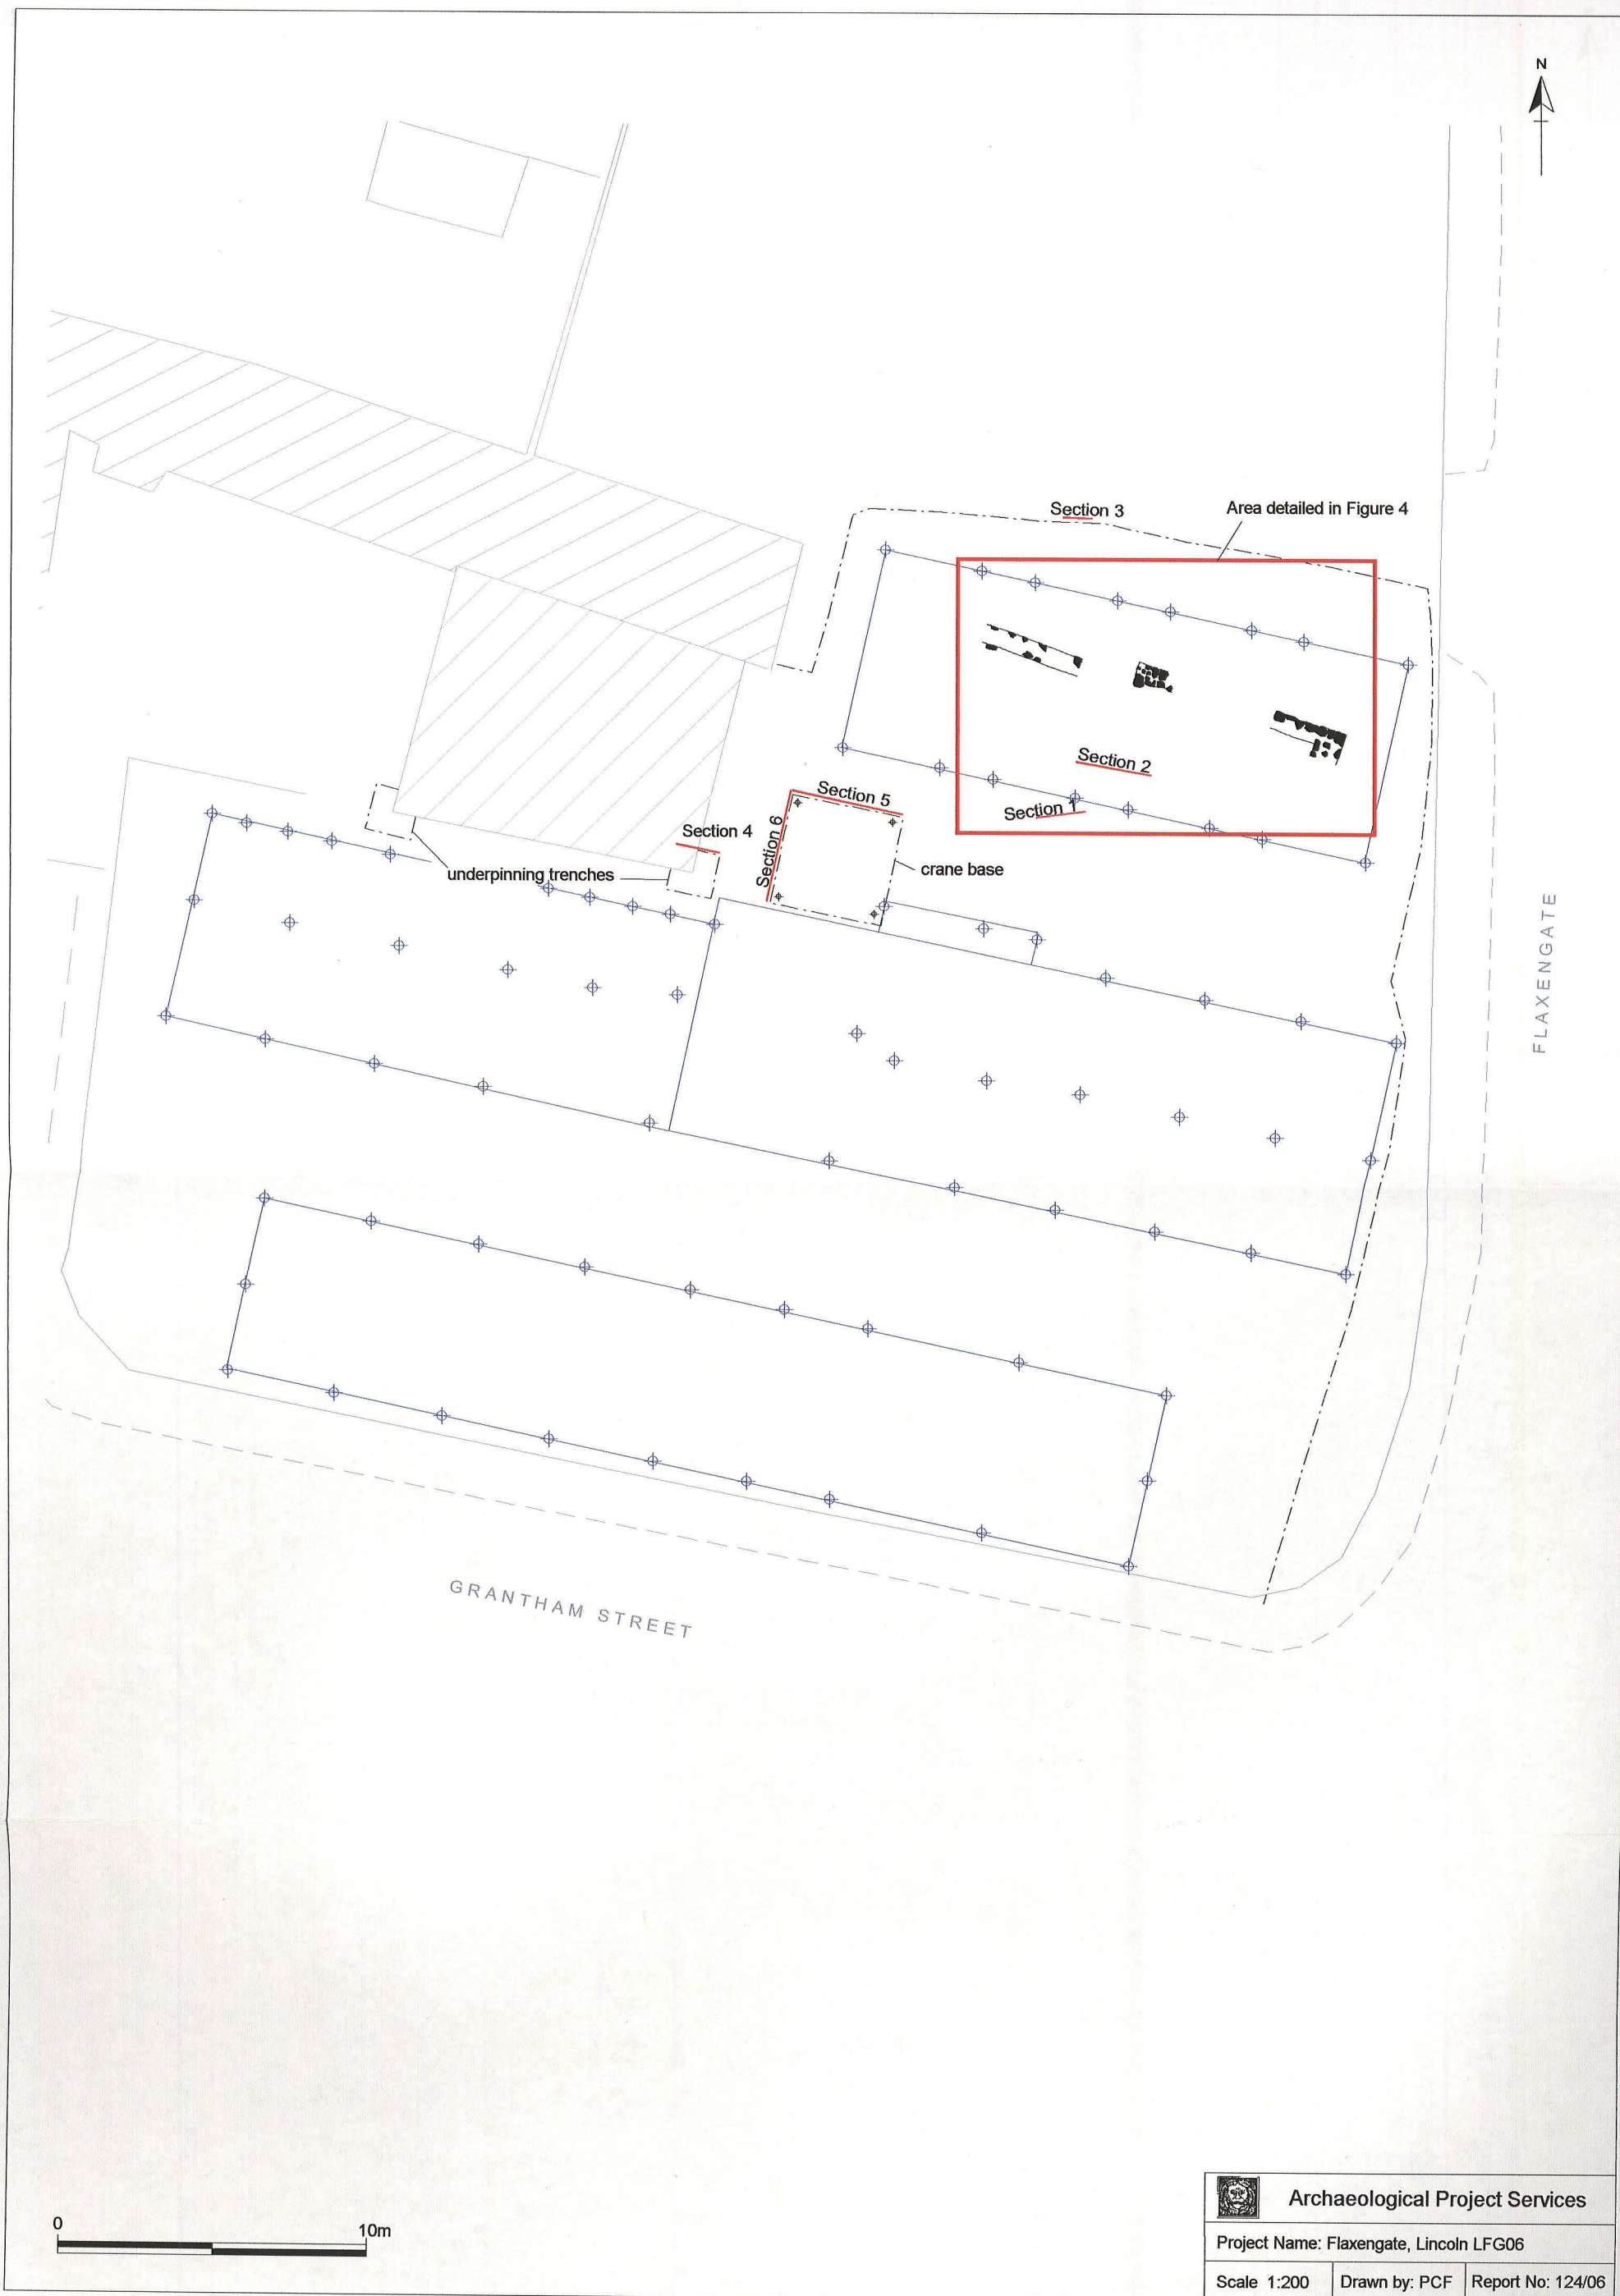 N
Section 3
Area detailed in Figure 4
Section 2
Section 1
Section 5
Section 6
Section 4
crane base
underpinning trenches
FLAXENGATE
GRANTHAM STREET
0
10m
Archaeological Project Services
Project Name: Flaxengate, Lincoln LFG06
Scale 1:200
Drawn by: PCF
Report No: 124/06